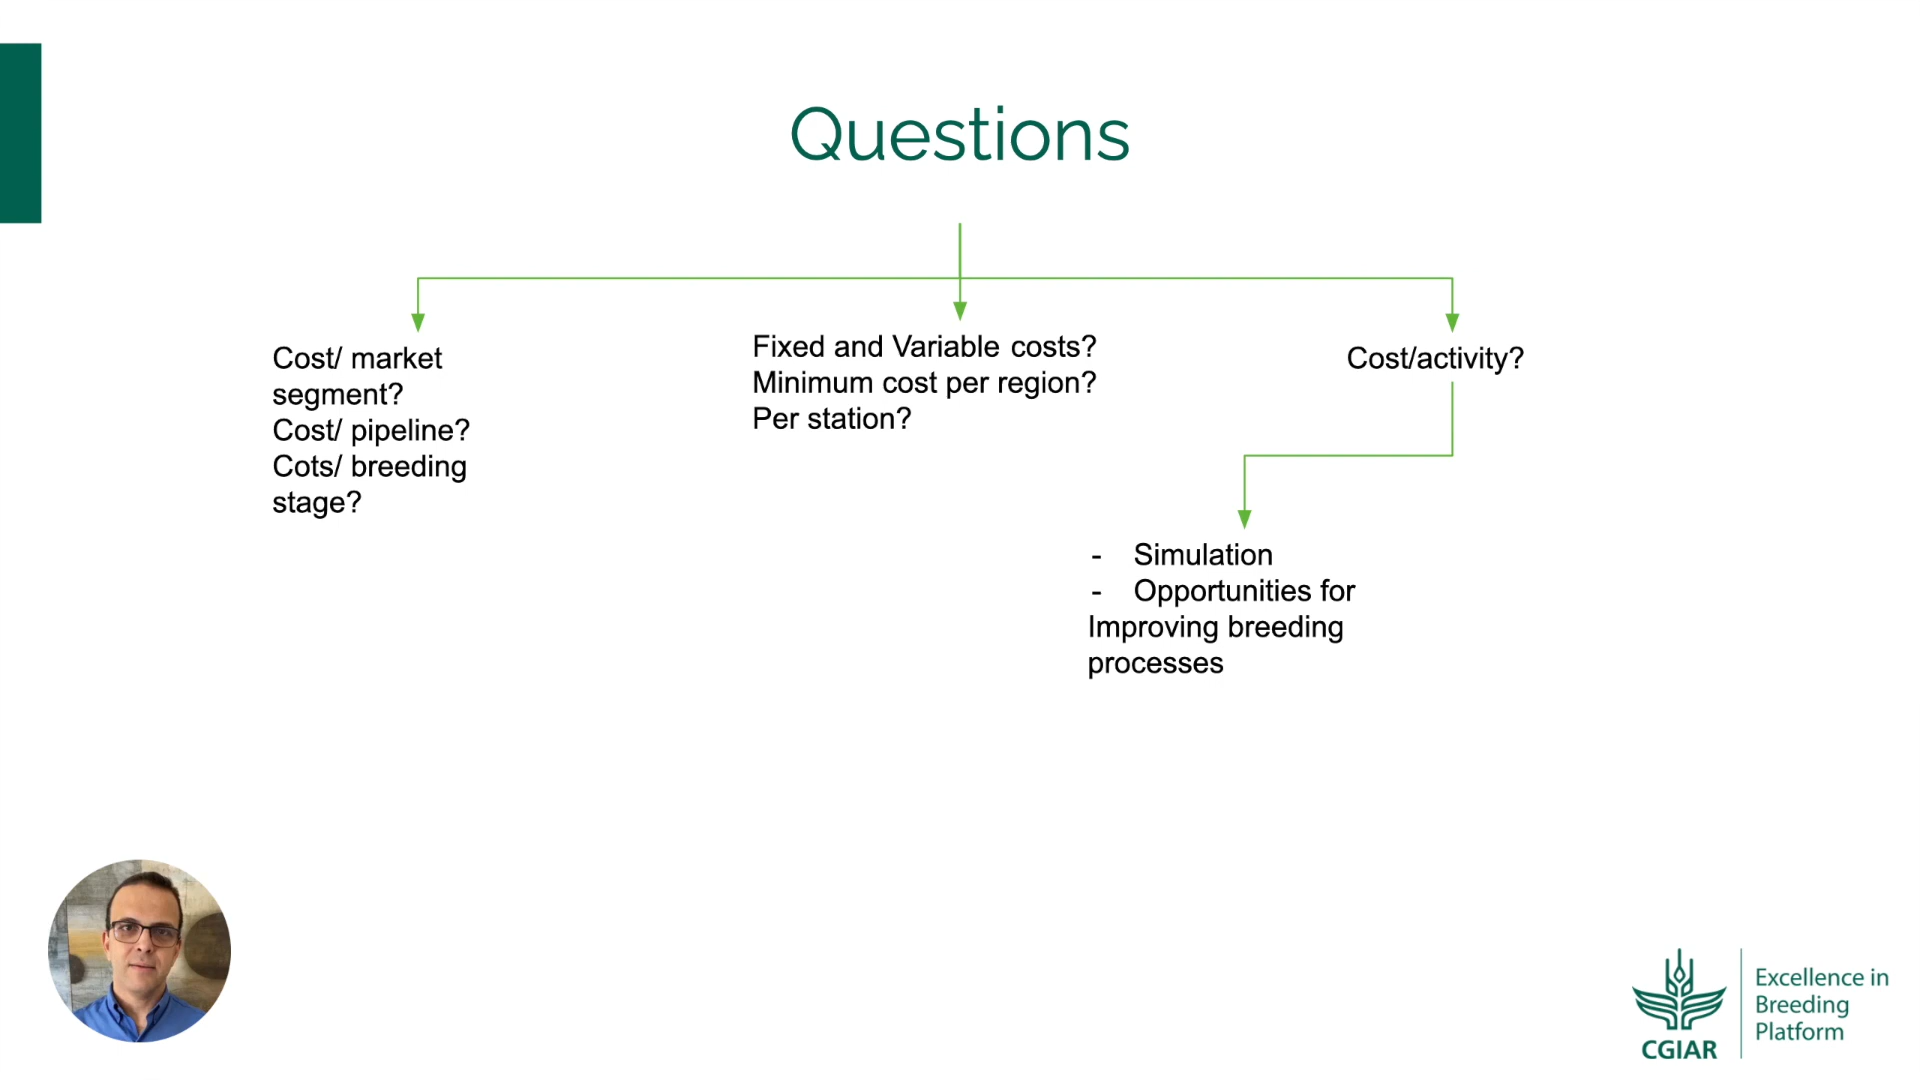 Questions
Cost/ market
segment?
Cost/ pipeline?
Cots/ breeding
stage?
Fixed and Variable costs?
Minimum cost per region?
Per station?
Cost/activity?
- Simulation
- Opportunities for
Improving breeding
processes
CGIAR
Excellence in
Breeding
Platform